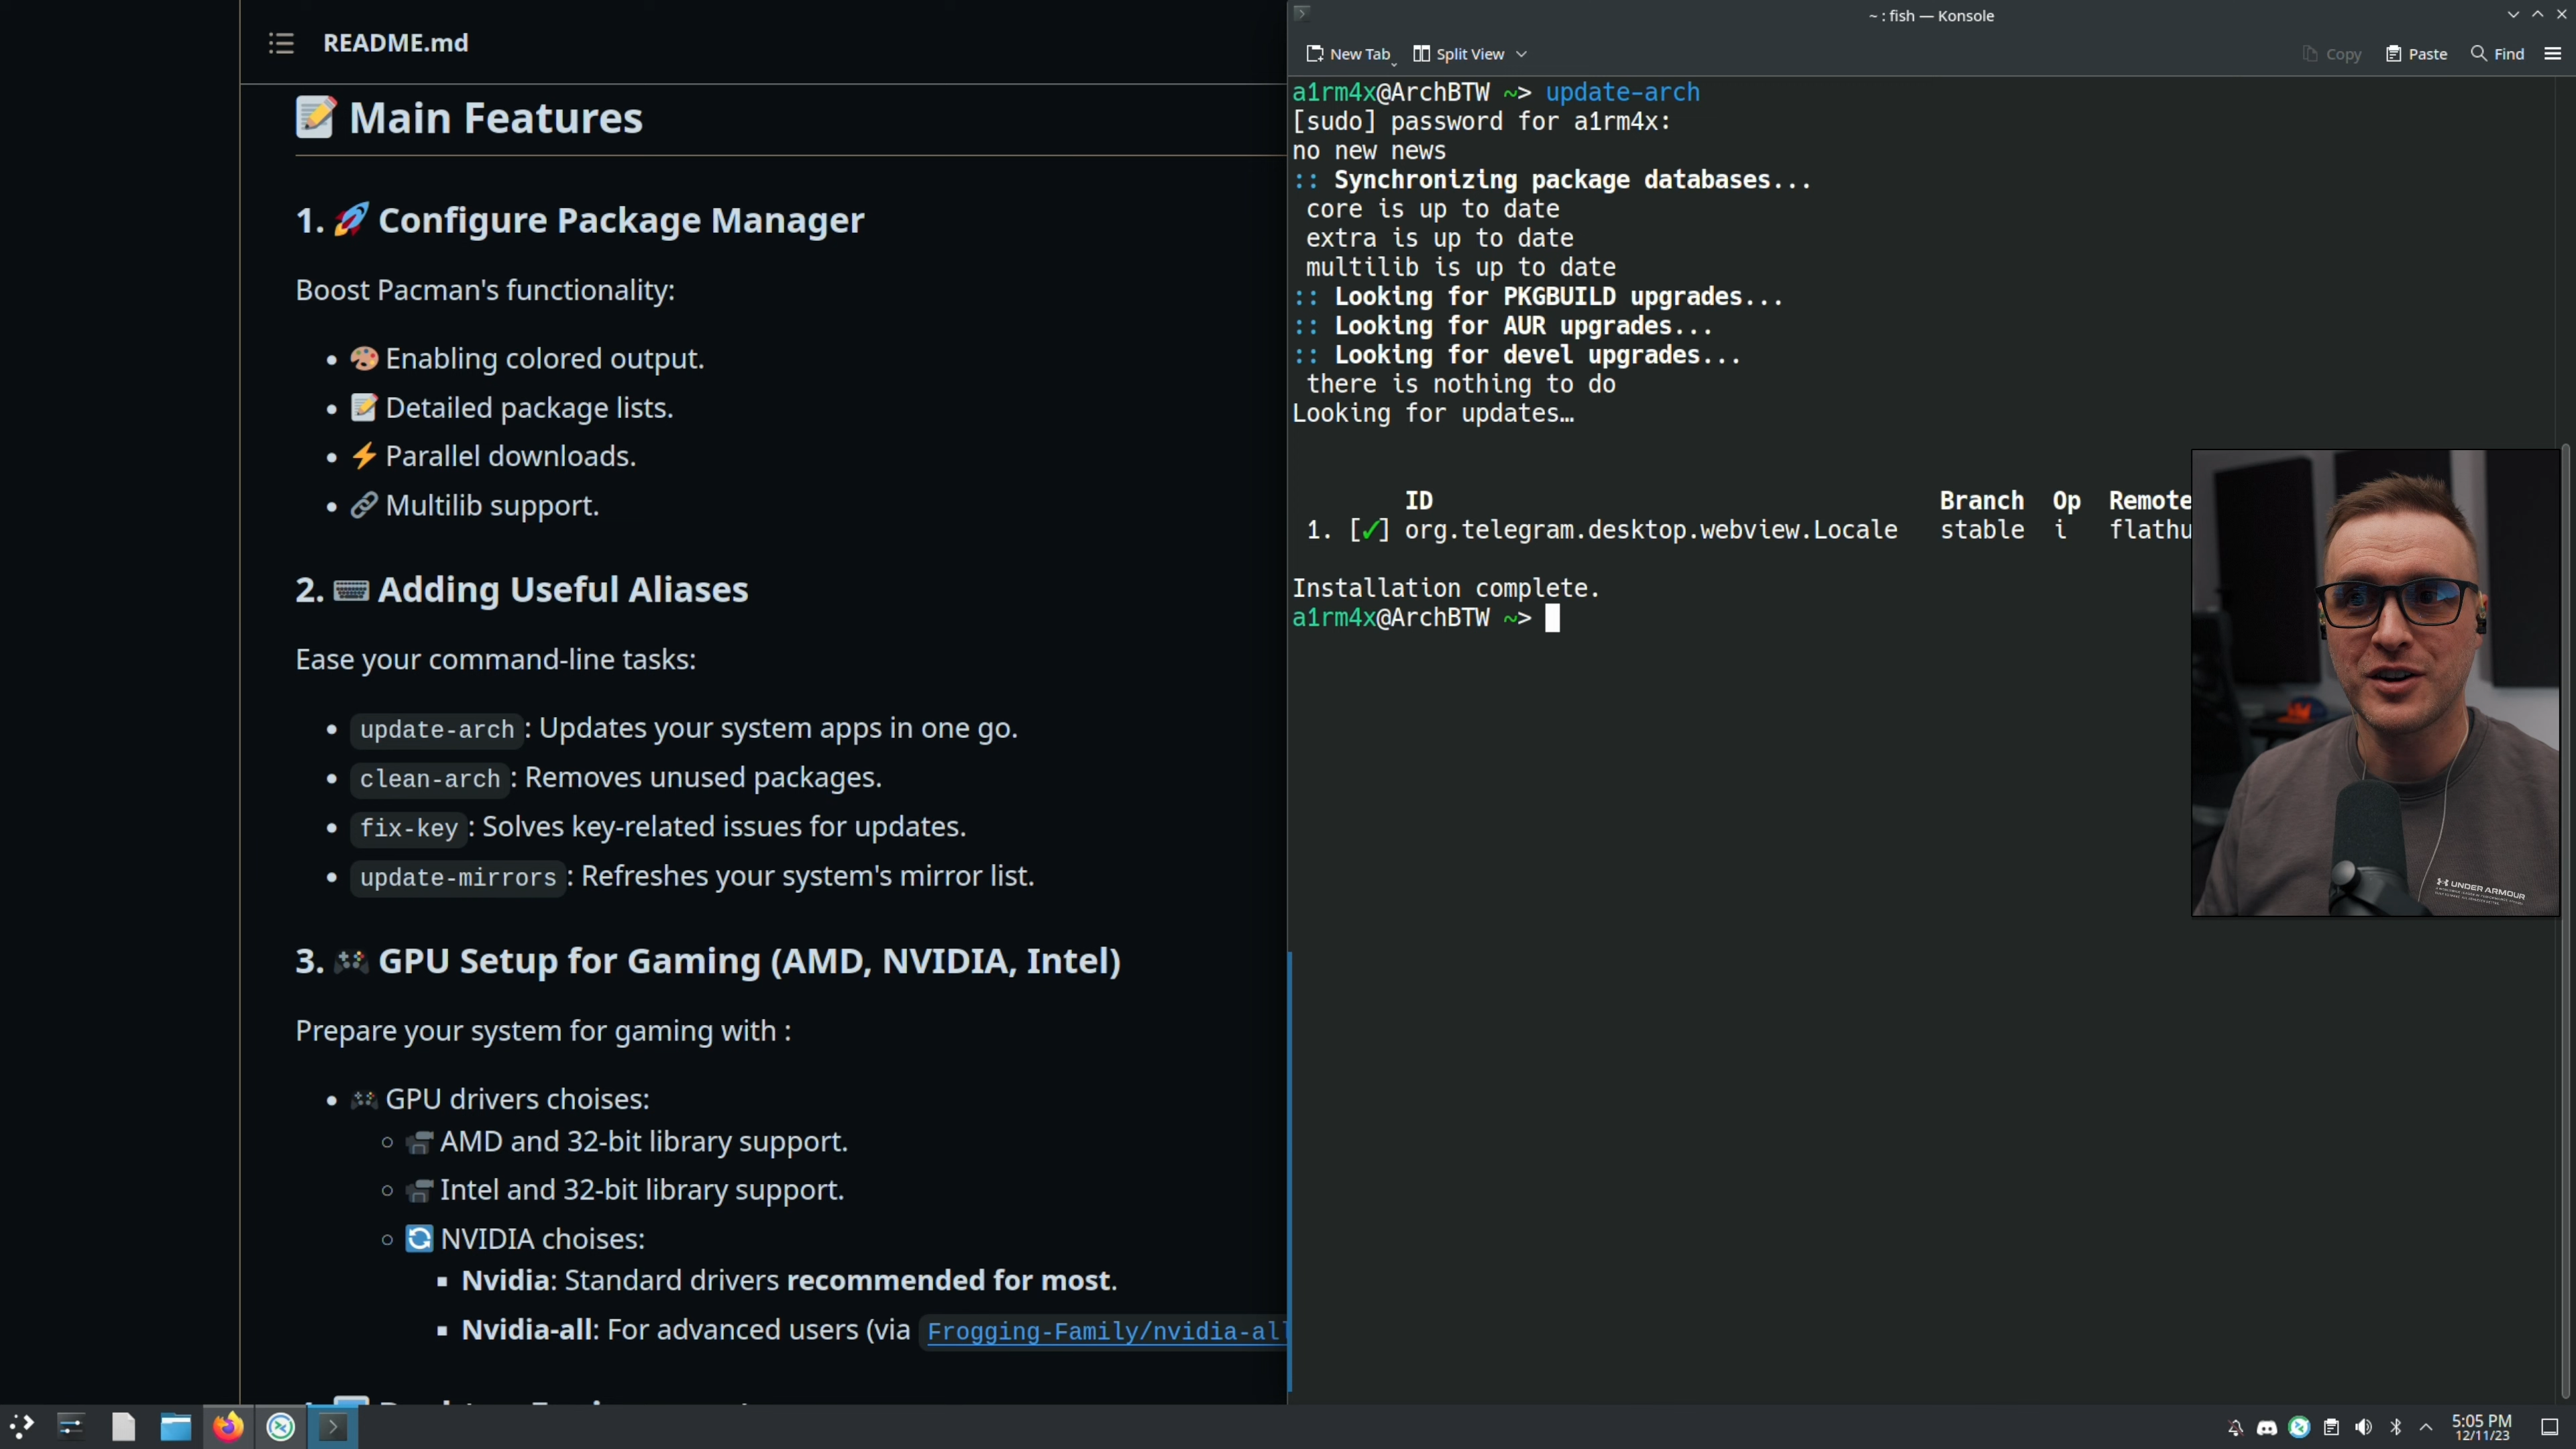 README.md
📝 Main Features
1. 🚀 Configure Package Manager
Boost Pacman's functionality:
• 🎨 Enabling colored output.
• 📝 Detailed package lists.
• ⚡ Parallel downloads.
• 🔗 Multilib support.
2. ⌨️ Adding Useful Aliases
Ease your command-line tasks:
• update-arch: Updates your system apps in one go.
• clean-arch: Removes unused packages.
• fix-key: Solves key-related issues for updates.
• update-mirrors: Refreshes your system's mirror list.
3. 🎮 GPU Setup for Gaming (AMD, NVIDIA, Intel)
Prepare your system for gaming with :
• 🎮 GPU drivers choises:
○ AMD and 32-bit library support.
○ Intel and 32-bit library support.
○ 🔄 NVIDIA choises:
▪ Nvidia: Standard drivers recommended for most.
▪ Nvidia-all: For advanced users (via Frogging-Family/nvidia-all
~ : fish — Konsole
New Tab Split View Copy Paste Find
a1rm4x@ArchBTW ~> update-arch
[sudo] password for a1rm4x:
no new news
:: Synchronizing package databases...
core is up to date
extra is up to date
multilib is up to date
:: Looking for PKGBUILD upgrades...
:: Looking for AUR upgrades...
:: Looking for devel upgrades...
there is nothing to do
Looking for updates…
ID Branch Op Remote
1. [✓] org.telegram.desktop.webview.Locale stable i flathu
Installation complete.
a1rm4x@ArchBTW ~>
UNDER ARMOUR
5:05 PM
12/11/23